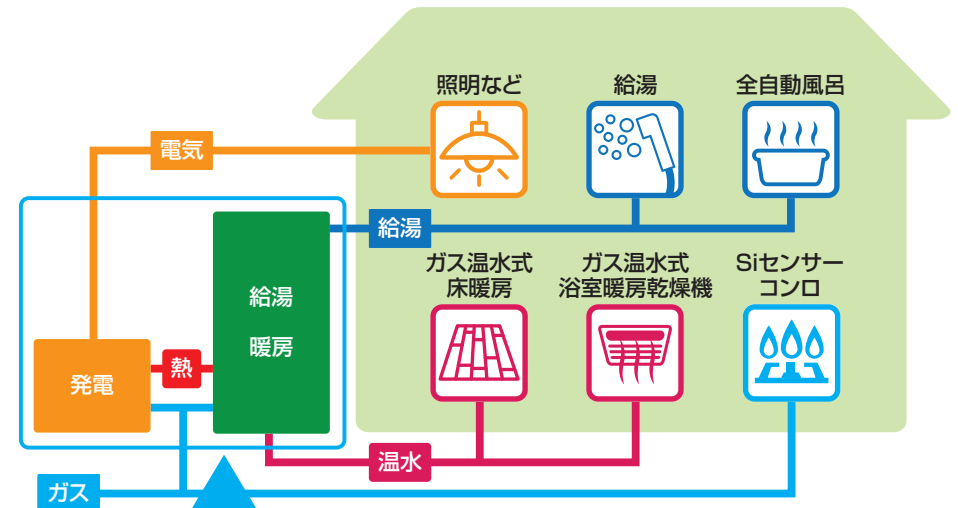 照明など
給湯
全自動風呂
電気
給湯
ガス温水式
床暖房
ガス温水式
浴室暖房乾燥機
Siセンサー
コンロ
給湯
暖房
熱
発電
温水
ガス